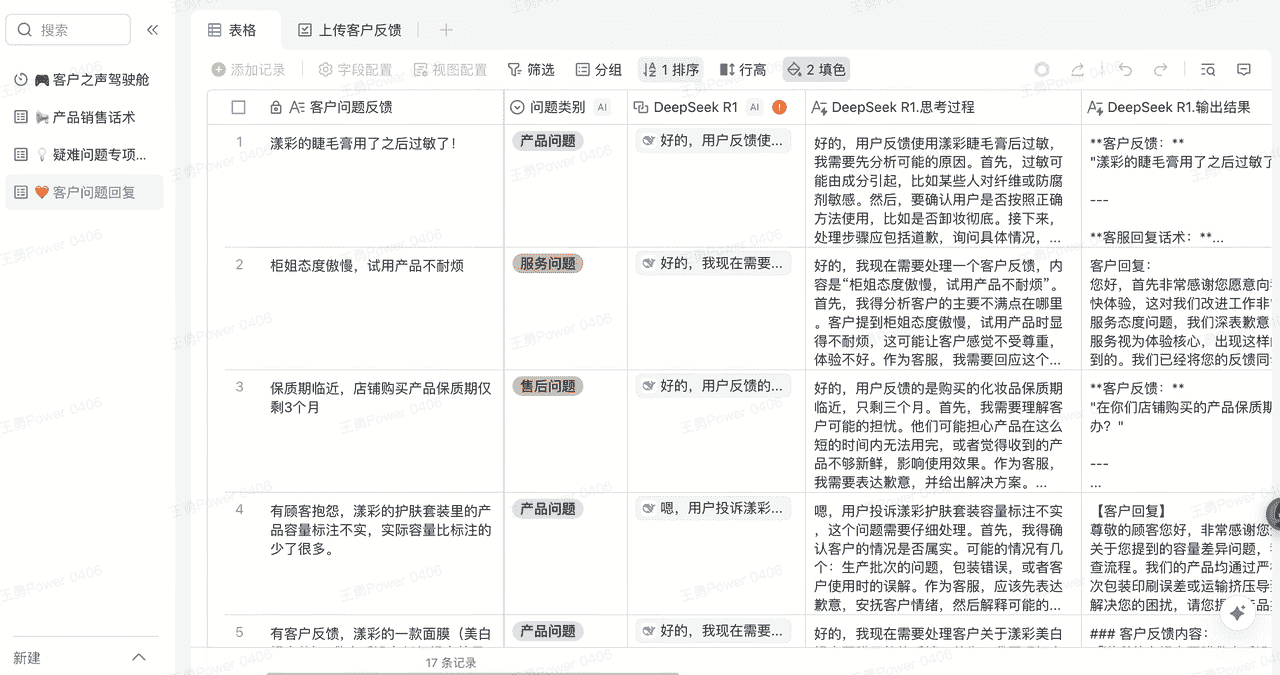 搜索
客户之声驾驶舱
产品销售话术
疑难问题专项...
客户问题回复
新建
表格
上传客户反馈
添加记录
字段配置
视图配置
筛选
分组
1 排序
行高
2 填色
客户问题反馈
问题类别 AI
DeepSeek R1 AI
DeepSeek R1.思考过程
DeepSeek R1.输出结果
1
漾彩的睫毛膏用了之后过敏了！
产品问题
好的，用户反馈使...
好的，用户反馈使用漾彩睫毛膏后过敏，
我需要先分析可能的原因。首先，过敏可
能由成分引起，比如某些人对纤维或防腐
剂敏感。然后，要确认用户是否按照正确
方法使用，比如是否卸妆彻底。接下来，
处理步骤应包括道歉，询问具体情况，...
**客户反馈：**
"漾彩的睫毛膏用了之后过敏了
---
**客服回复话术：**...
2
柜姐态度傲慢，试用产品不耐烦
服务问题
好的，我现在需要...
好的，我现在需要处理一个客户反馈，内
容是“柜姐态度傲慢，试用产品不耐烦”。
首先，我得分析客户的主要不满点在哪里
。客户提到柜姐态度傲慢，试用产品时显
得不耐烦，这可能让客户感觉不受尊重，
体验不好。作为客服，我需要回应这个...
客户回复：
您好，首先非常感谢您愿意向
快体验，这对我们改进工作非
服务态度问题，我们深表歉意
服务视为体验核心，出现这样
到的。我们已经将您的反馈同
3
保质期临近，店铺购买产品保质期仅
剩3个月
售后问题
好的，用户反馈的...
好的，用户反馈的是购买的化妆品保质期
临近，只剩三个月。首先，我需要理解客
户可能的担忧。他们可能担心产品在这么
短的时间内无法用完，或者觉得收到的产
品不够新鲜，影响使用效果。作为客服，
我需要表达歉意，并给出解决方案。...
**客户反馈：**
"在你们店铺购买的产品保质期
办？"
---
...
4
有顾客抱怨，漾彩的护肤套装里的产
品容量标注不实，实际容量比标注的
少了很多。
产品问题
嗯，用户投诉漾彩...
嗯，用户投诉漾彩护肤套装容量标注不实
，这个问题需要仔细处理。首先，我得确
认客户的情况是否属实。可能的情况有几
个：生产批次的问题，包装错误，或者客
户使用时的误解。作为客服，应该先表达
歉意，安抚客户情绪，然后解释可能的...
【客户回复】
尊敬的顾客您好，非常感谢您
关于您提到的容量差异问题，
查流程。我们的产品均通过严
次包装印刷误差或运输挤压导
解决您的困扰，请您提
5
有客户反馈，漾彩的一款面膜（美白
产品问题
好的，我现在需要...
好的，我现在需要处理客户关于漾彩美白
### 客户反馈内容：
17 条记录
王勇Power 0406